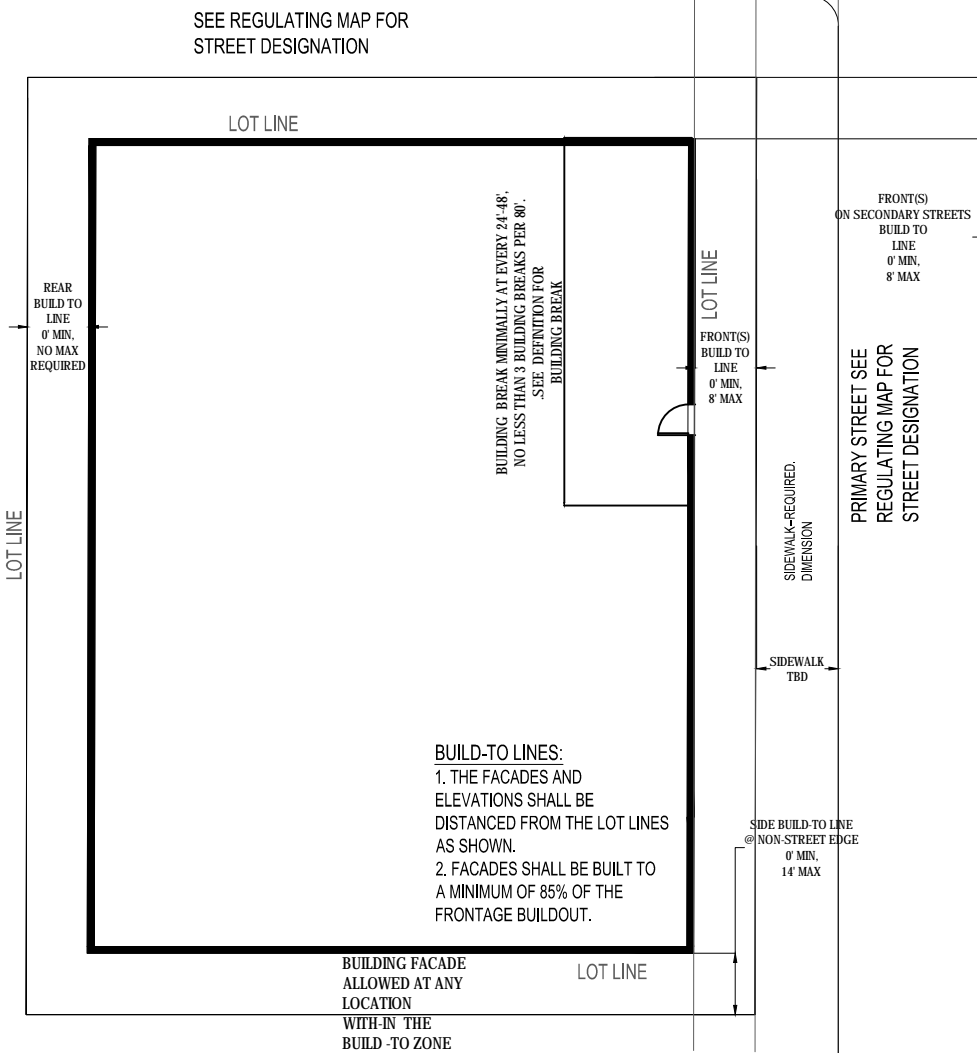 SEE REGULATING MAP FOR
STREET DESIGNATION
LOT LINE
FRONT(S)
ON SECONDARY STREETS
BUILD TO
LINE
0' MIN,
8' MAX
BUILDING BREAK MINIMALLY AT EVERY 24'-48',
NO LESS THAN 3 BUILDING BREAKS PER 80'.
.SEE DEFINITION FOR
BUILDING BREAK
LOT LINE
REAR
BUILD TO
LINE
0' MIN,
NO MAX
REQUIRED
FRONT(S)
BUILD TO
LINE
0' MIN,
8' MAX
PRIMARY STREET SEE
REGULATING MAP FOR
STREET DESIGNATION
LOT LINE
SIDEWALK-REQUIRED.
DIMENSION
SIDEWALK
TBD
BUILD-TO LINES:
1. THE FACADES AND
ELEVATIONS SHALL BE
DISTANCED FROM THE LOT LINES
AS SHOWN.
2. FACADES SHALL BE BUILT TO
A MINIMUM OF 85% OF THE
FRONTAGE BUILDOUT.
SIDE BUILD-TO LINE
@ NON-STREET EDGE
0' MIN,
14' MAX
BUILDING FACADE
ALLOWED AT ANY
LOCATION
WITH-IN THE
BUILD -TO ZONE
LOT LINE